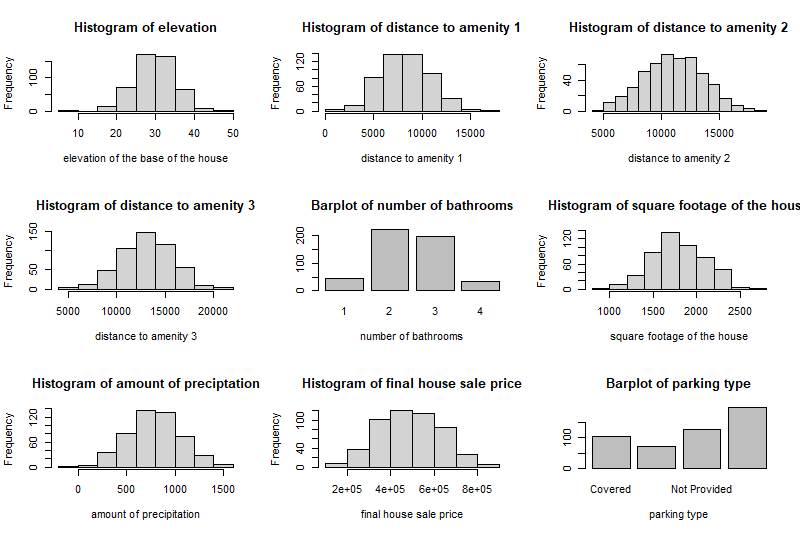 Histogram of elevation
Frequency
0 100
10 20 30 40 50
elevation of the base of the house
Histogram of distance to amenity 1
Frequency
0 60 120
0 5000 10000 15000
distance to amenity 1
Histogram of distance to amenity 2
Frequency
0 40
5000 10000 15000
distance to amenity 2
Histogram of distance to amenity 3
Frequency
0 50 150
5000 10000 15000 20000
distance to amenity 3
Barplot of number of bathrooms
0 100 200
1 2 3 4
number of bathrooms
Histogram of square footage of the hous
Frequency
0 60 120
1000 1500 2000 2500
square footage of the house
Histogram of amount of preciptation
Frequency
0 60 140
0 500 1000 1500
amount of precipitation
Histogram of final house sale price
Frequency
0 40 120
2e+05 4e+05 6e+05 8e+05
final house sale price
Barplot of parking type
0 100
Covered Not Provided
parking type